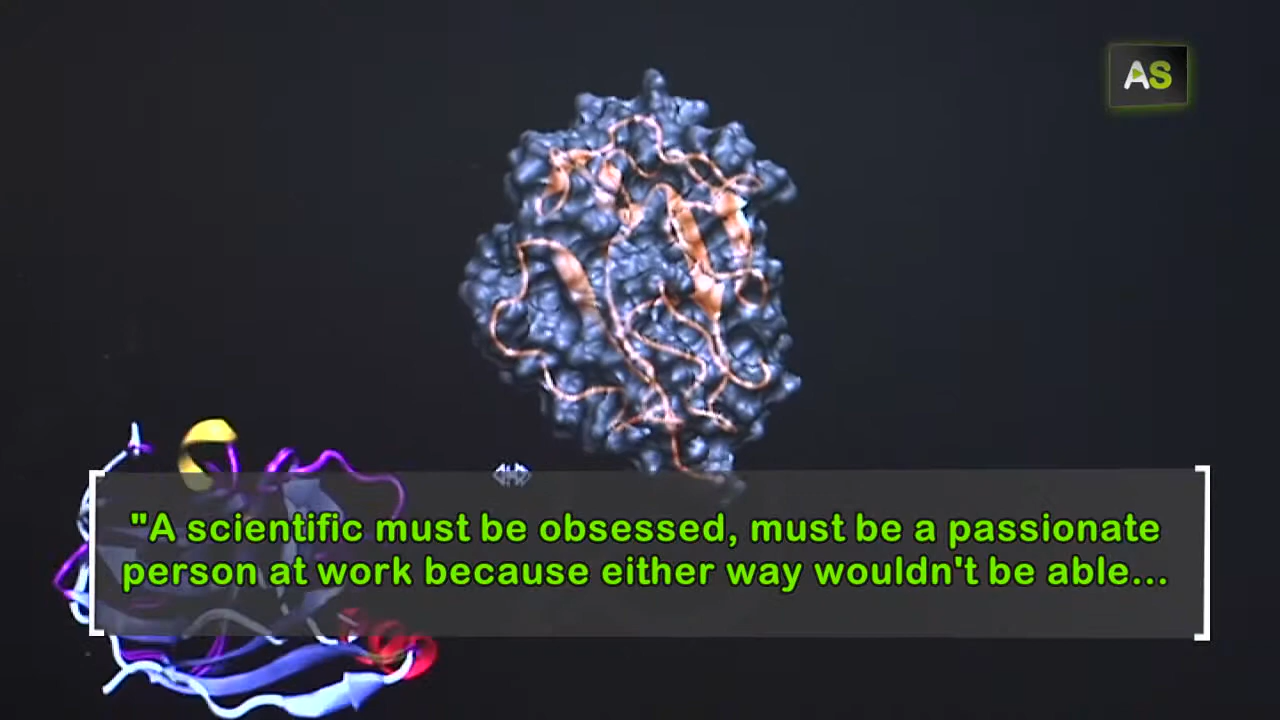 AS
"A scientific must be obsessed, must be a passionate
person at work because either way wouldn't be able...